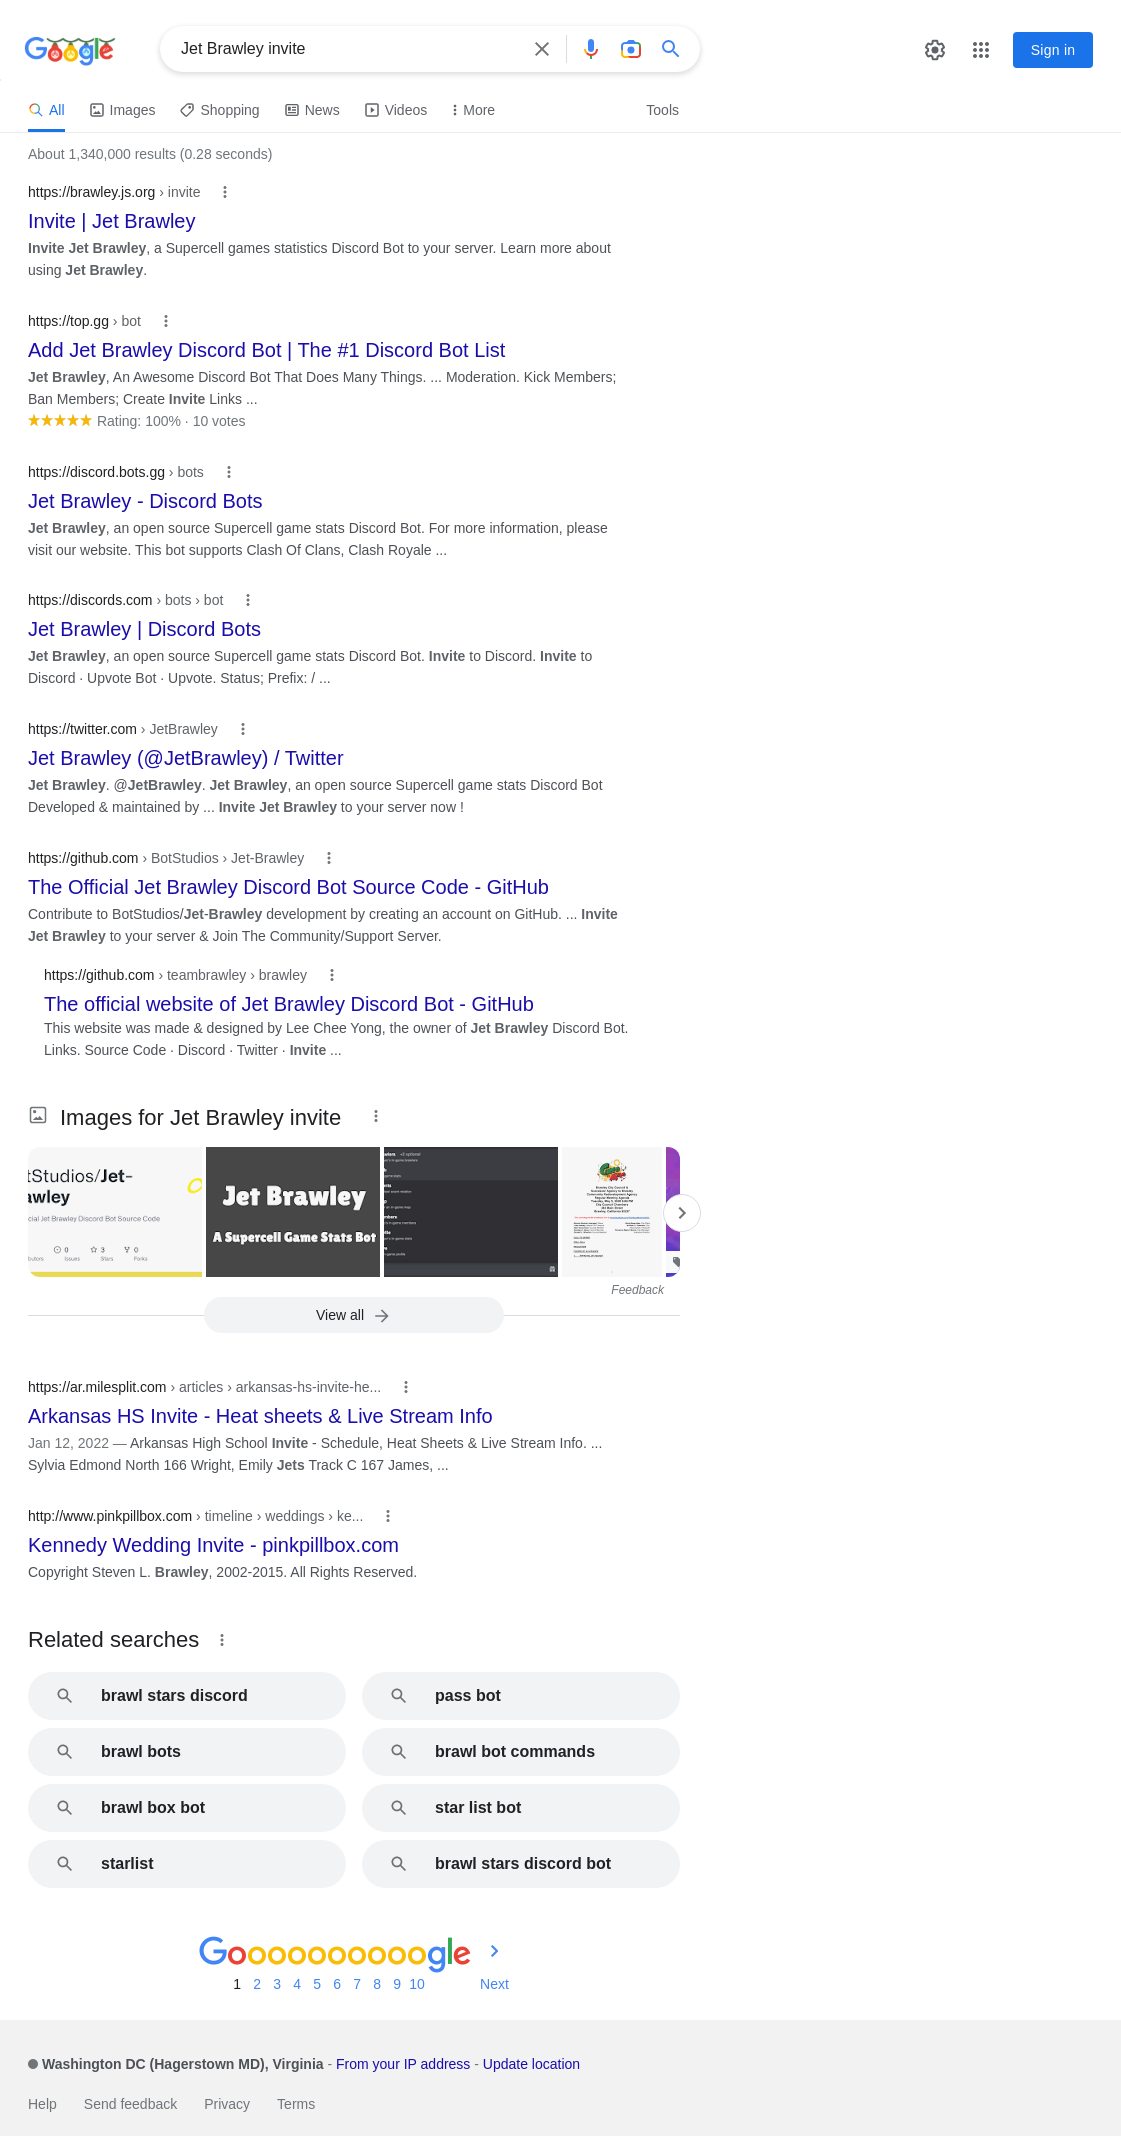 Google
Jet Brawley invite
Sign in
All
Images
Shopping
News
Videos
More
Tools
About 1,340,000 results (0.28 seconds)
https://brawley.js.org › invite
Invite | Jet Brawley
Invite Jet Brawley, a Supercell games statistics Discord Bot to your server. Learn more about
using Jet Brawley.
https://top.gg › bot
Add Jet Brawley Discord Bot | The #1 Discord Bot List
Jet Brawley, An Awesome Discord Bot That Does Many Things. ... Moderation. Kick Members;
Ban Members; Create Invite Links ...
Rating: 100% · 10 votes
https://discord.bots.gg › bots
Jet Brawley - Discord Bots
Jet Brawley, an open source Supercell game stats Discord Bot. For more information, please
visit our website. This bot supports Clash Of Clans, Clash Royale ...
https://discords.com › bots › bot
Jet Brawley | Discord Bots
Jet Brawley, an open source Supercell game stats Discord Bot. Invite to Discord. Invite to
Discord · Upvote Bot · Upvote. Status; Prefix: / ...
https://twitter.com › JetBrawley
Jet Brawley (@JetBrawley) / Twitter
Jet Brawley. @JetBrawley. Jet Brawley, an open source Supercell game stats Discord Bot
Developed & maintained by ... Invite Jet Brawley to your server now !
https://github.com › BotStudios › Jet-Brawley
The Official Jet Brawley Discord Bot Source Code - GitHub
Contribute to BotStudios/Jet-Brawley development by creating an account on GitHub. ... Invite
Jet Brawley to your server & Join The Community/Support Server.
https://github.com › teambrawley › brawley
The official website of Jet Brawley Discord Bot - GitHub
This website was made & designed by Lee Chee Yong, the owner of Jet Brawley Discord Bot.
Links. Source Code · Discord · Twitter · Invite ...
Images for Jet Brawley invite
tStudios/Jet-
awley
cial Jet Brawley Discord Bot Source Code
0
3
0
Issues
Stars
Forks
Jet Brawley
A Supercell Game Stats Bot
Feedback
View all
https://ar.milesplit.com › articles › arkansas-hs-invite-he...
Arkansas HS Invite - Heat sheets & Live Stream Info
Jan 12, 2022 — Arkansas High School Invite - Schedule, Heat Sheets & Live Stream Info. ...
Sylvia Edmond North 166 Wright, Emily Jets Track C 167 James, ...
http://www.pinkpillbox.com › timeline › weddings › ke...
Kennedy Wedding Invite - pinkpillbox.com
Copyright Steven L. Brawley, 2002-2015. All Rights Reserved.
Related searches
brawl stars discord
pass bot
brawl bots
brawl bot commands
brawl box bot
star list bot
starlist
brawl stars discord bot
Goooooooooogle
1 2 3 4 5 6 7 8 9 10 Next
Washington DC (Hagerstown MD), Virginia - From your IP address - Update location
Help
Send feedback
Privacy
Terms